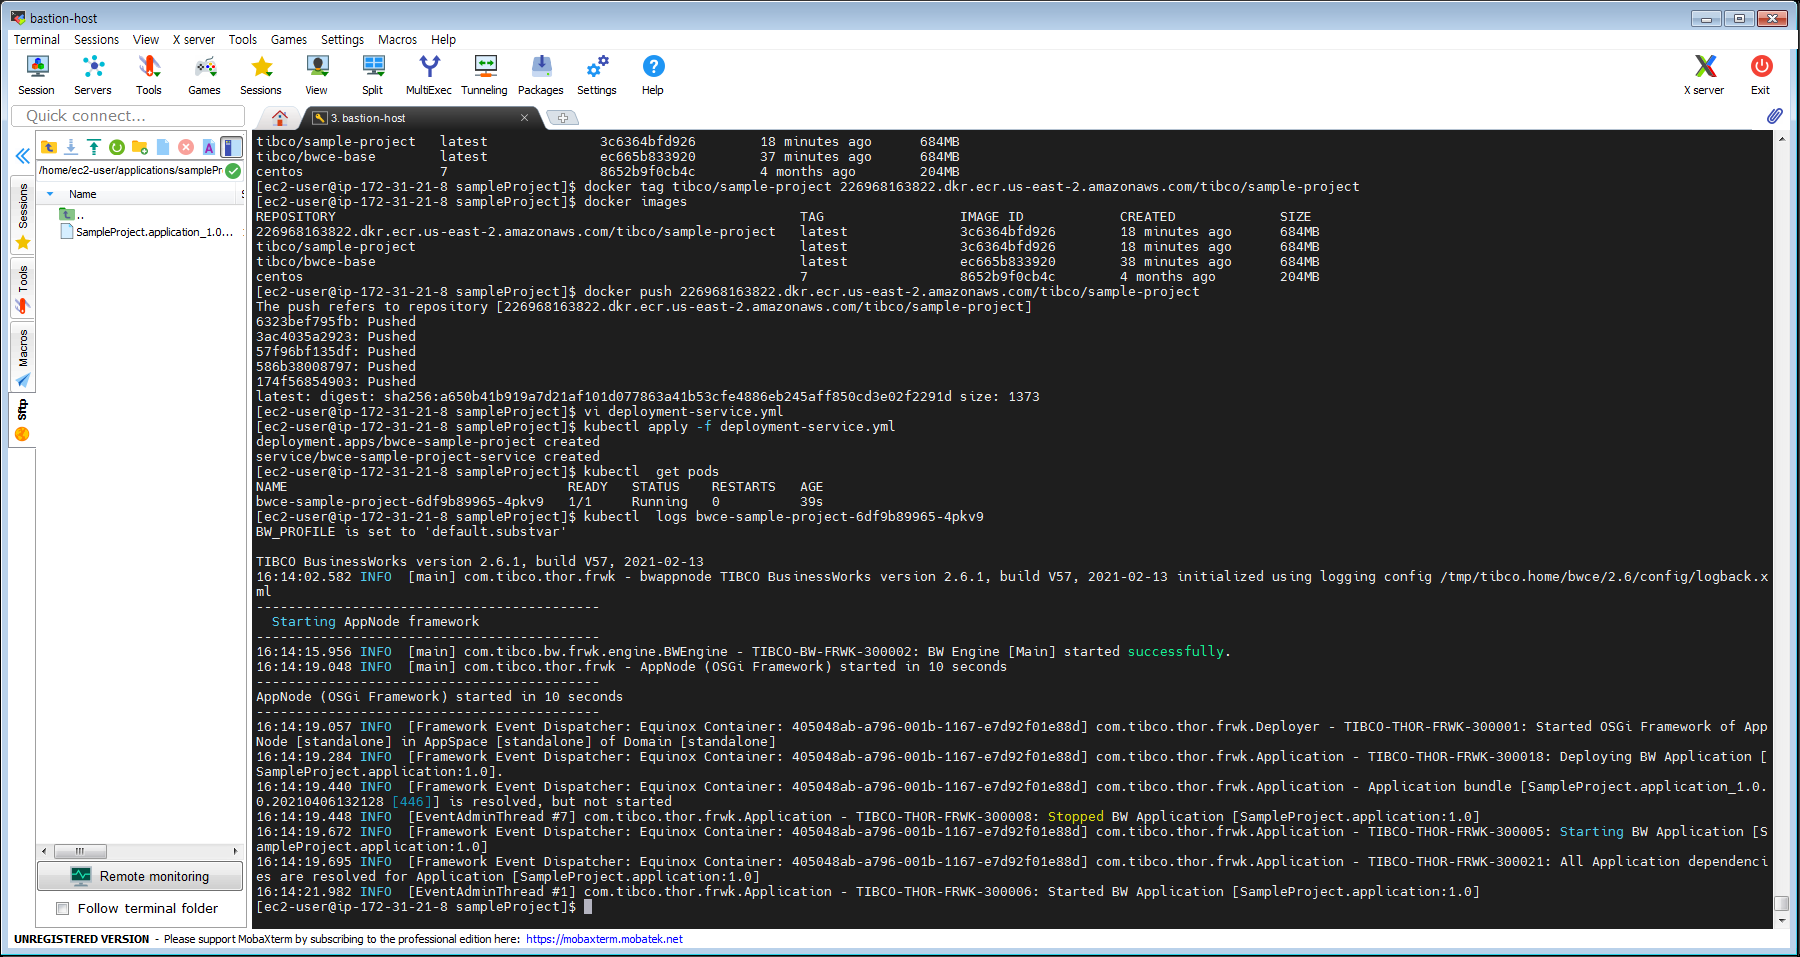 bastion-host
Terminal Sessions View X server Tools Games Settings Macros Help
Session Servers Tools Games Sessions View Split MultiExec Tunneling Packages Settings Help X server Exit
Quick connect...
3. bastion-host
/home/ec2-user/applications/samplePr
Name
..
SampleProject.application_1.0...
Sessions
Tools
Macros
Sftp
tibco/sample-project   latest              3c6364bfd926        18 minutes ago      684MB
tibco/bwce-base        latest              ec665b833920        37 minutes ago      684MB
centos                 7                   8652b9f0cb4c        4 months ago        204MB
[ec2-user@ip-172-31-21-8 sampleProject]$ docker tag tibco/sample-project 226968163822.dkr.ecr.us-east-2.amazonaws.com/tibco/sample-project
[ec2-user@ip-172-31-21-8 sampleProject]$ docker images
REPOSITORY                                                          TAG                 IMAGE ID            CREATED             SIZE
226968163822.dkr.ecr.us-east-2.amazonaws.com/tibco/sample-project   latest              3c6364bfd926        18 minutes ago      684MB
tibco/sample-project                                                latest              3c6364bfd926        18 minutes ago      684MB
tibco/bwce-base                                                     latest              ec665b833920        38 minutes ago      684MB
centos                                                              7                   8652b9f0cb4c        4 months ago        204MB
[ec2-user@ip-172-31-21-8 sampleProject]$ docker push 226968163822.dkr.ecr.us-east-2.amazonaws.com/tibco/sample-project
The push refers to repository [226968163822.dkr.ecr.us-east-2.amazonaws.com/tibco/sample-project]
6323bef795fb: Pushed
3ac4035a2923: Pushed
57f96bf135df: Pushed
586b38008797: Pushed
174f56854903: Pushed
latest: digest: sha256:a650b41b919a7d21af101d077863a41b53cfe4886eb245aff850cd3e02f2291d size: 1373
[ec2-user@ip-172-31-21-8 sampleProject]$ vi deployment-service.yml
[ec2-user@ip-172-31-21-8 sampleProject]$ kubectl apply -f deployment-service.yml
deployment.apps/bwce-sample-project created
service/bwce-sample-project-service created
[ec2-user@ip-172-31-21-8 sampleProject]$ kubectl  get pods
NAME                                   READY   STATUS    RESTARTS   AGE
bwce-sample-project-6df9b89965-4pkv9   1/1     Running   0          39s
[ec2-user@ip-172-31-21-8 sampleProject]$ kubectl  logs bwce-sample-project-6df9b89965-4pkv9
BW_PROFILE is set to 'default.substvar'
TIBCO BusinessWorks version 2.6.1, build V57, 2021-02-13
16:14:02.582 INFO  [main] com.tibco.thor.frwk - bwappnode TIBCO BusinessWorks version 2.6.1, build V57, 2021-02-13 initialized using logging config /tmp/tibco.home/bwce/2.6/config/logback.x
ml
-------------------------------------------
  Starting AppNode framework
-------------------------------------------
16:14:15.956 INFO  [main] com.tibco.bw.frwk.engine.BWEngine - TIBCO-BW-FRWK-300002: BW Engine [Main] started successfully.
16:14:19.048 INFO  [main] com.tibco.thor.frwk - AppNode (OSGi Framework) started in 10 seconds
-------------------------------------------
AppNode (OSGi Framework) started in 10 seconds
-------------------------------------------
16:14:19.057 INFO  [Framework Event Dispatcher: Equinox Container: 405048ab-a796-001b-1167-e7d92f01e88d] com.tibco.thor.frwk.Deployer - TIBCO-THOR-FRWK-300001: Started OSGi Framework of App
Node [standalone] in AppSpace [standalone] of Domain [standalone]
16:14:19.284 INFO  [Framework Event Dispatcher: Equinox Container: 405048ab-a796-001b-1167-e7d92f01e88d] com.tibco.thor.frwk.Application - TIBCO-THOR-FRWK-300018: Deploying BW Application [
SampleProject.application:1.0].
16:14:19.440 INFO  [Framework Event Dispatcher: Equinox Container: 405048ab-a796-001b-1167-e7d92f01e88d] com.tibco.thor.frwk.Application - Application bundle [SampleProject.application_1.0.
0.20210406132128 [446]] is resolved, but not started
16:14:19.448 INFO  [EventAdminThread #7] com.tibco.thor.frwk.Application - TIBCO-THOR-FRWK-300008: Stopped BW Application [SampleProject.application:1.0]
16:14:19.672 INFO  [Framework Event Dispatcher: Equinox Container: 405048ab-a796-001b-1167-e7d92f01e88d] com.tibco.thor.frwk.Application - TIBCO-THOR-FRWK-300005: Starting BW Application [S
ampleProject.application:1.0]
16:14:19.695 INFO  [Framework Event Dispatcher: Equinox Container: 405048ab-a796-001b-1167-e7d92f01e88d] com.tibco.thor.frwk.Application - TIBCO-THOR-FRWK-300021: All Application dependenci
es are resolved for Application [SampleProject.application:1.0]
16:14:21.982 INFO  [EventAdminThread #1] com.tibco.thor.frwk.Application - TIBCO-THOR-FRWK-300006: Started BW Application [SampleProject.application:1.0]
[ec2-user@ip-172-31-21-8 sampleProject]$
Remote monitoring
Follow terminal folder
UNREGISTERED VERSION - Please support MobaXterm by subscribing to the professional edition here: https://mobaxterm.mobatek.net